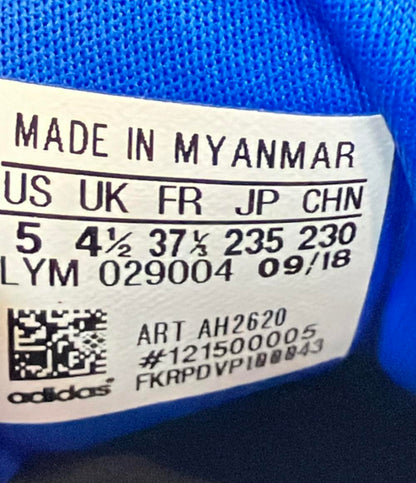 MADE IN MYANMAR
US UK FR JP CHN
5 4½ 37⅓ 235 230
LYM 029004 09/18
ART AH2620
#121500005
adidas